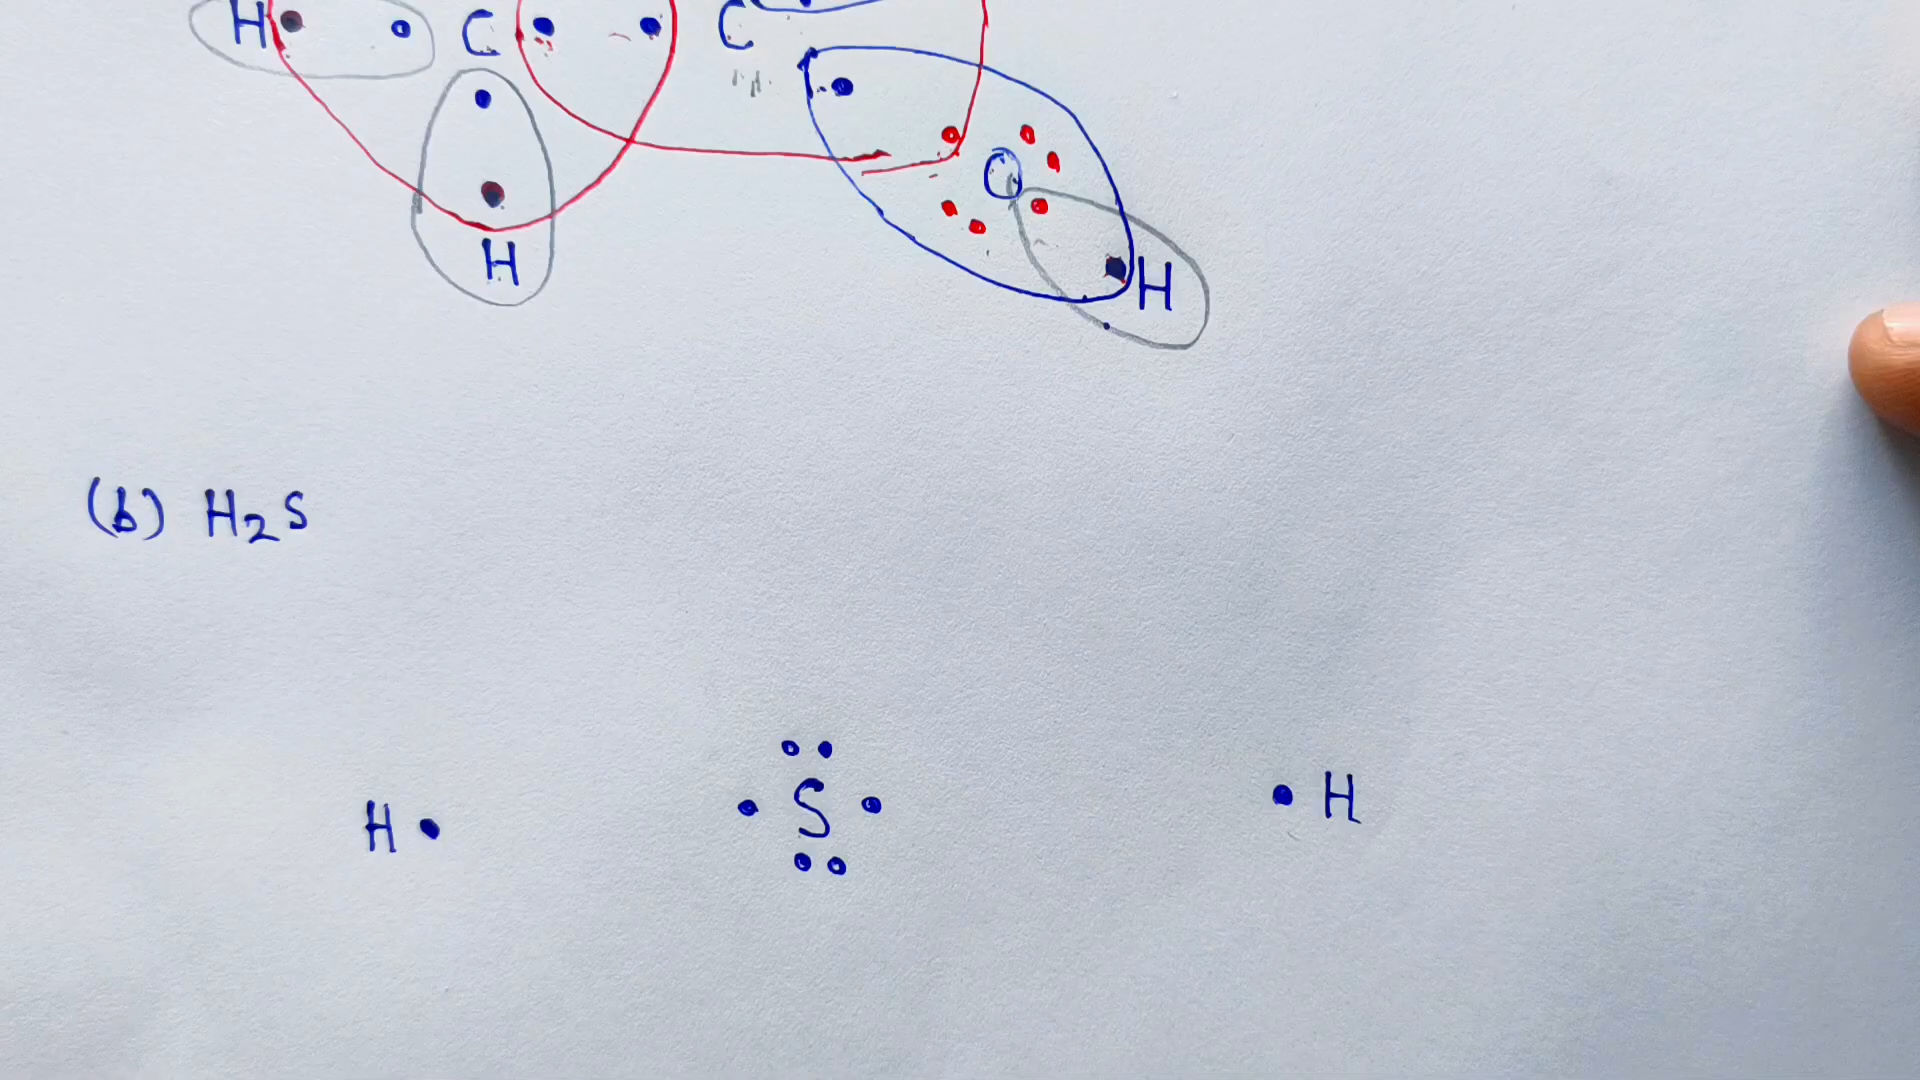 H C C
O
H H
(b) H₂S
H S H